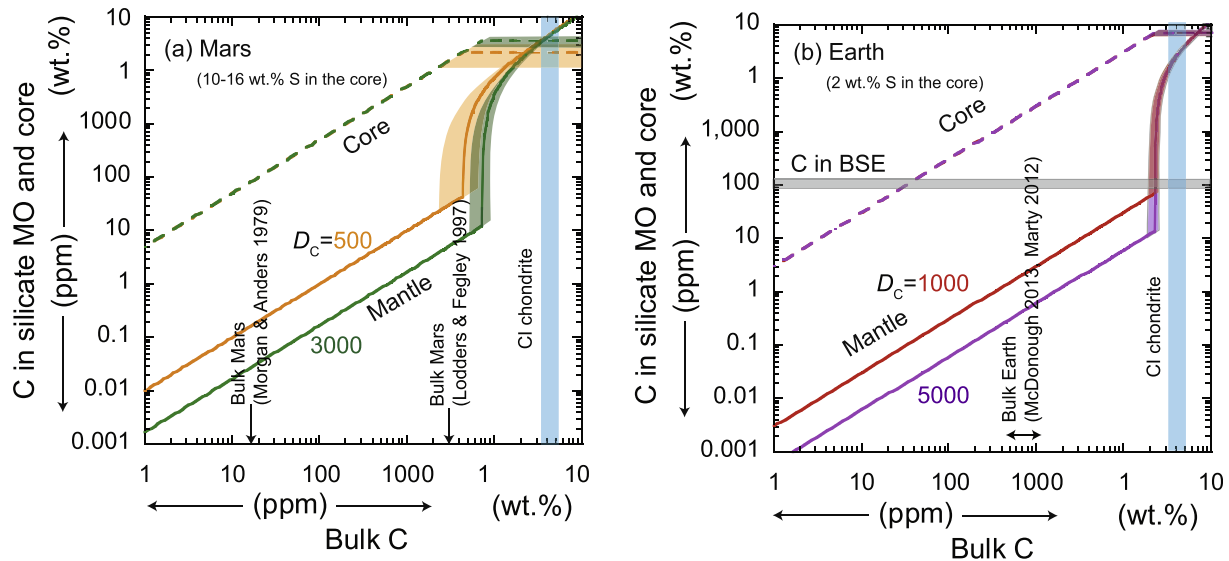 (a) Mars
(10-16 wt.% S in the core)
C in silicate MO and core
(ppm)
(wt.%)
10
1
1000
100
10
1
0.1
0.01
0.001
Core
D_C=500
Mantle
3000
Bulk Mars
(Morgan & Anders 1979)
Bulk Mars
(Lodders & Fegley 1997)
CI chondrite
1
10
100
1000
1
10
(ppm)
(wt.%)
Bulk C
(b) Earth
(2 wt.% S in the core)
C in silicate MO and core
(ppm)
(wt.%)
10
1
1,000
100
10
1
0.1
0.01
0.001
Core
C in BSE
D_C=1000
Mantle
5000
Bulk Earth
(McDonough 2013, Marty 2012)
CI chondrite
1
10
100
1000
1
10
(ppm)
(wt.%)
Bulk C